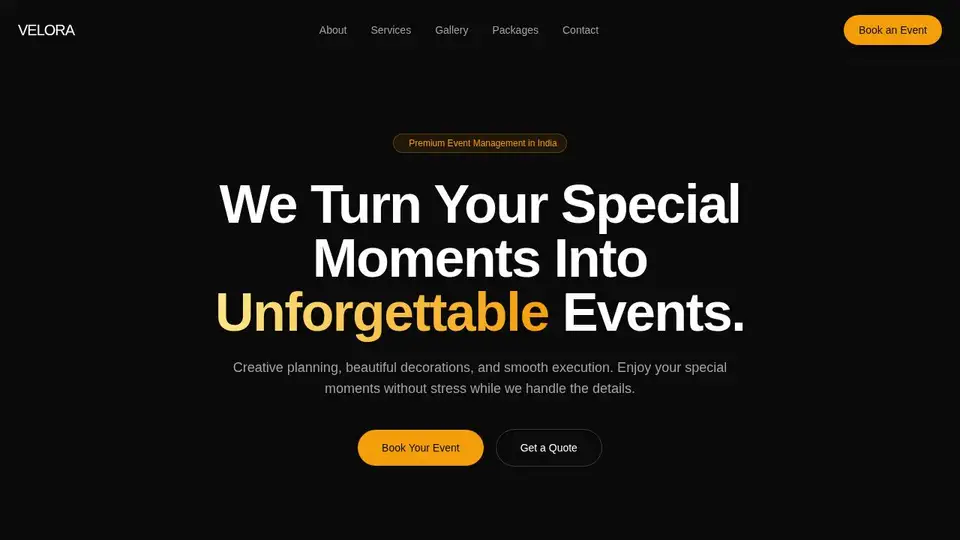 VELORA
About
Services
Gallery
Packages
Contact
Book an Event
Premium Event Management in India
We Turn Your Special
Moments Into
Unforgettable Events.
Creative planning, beautiful decorations, and smooth execution. Enjoy your special
moments without stress while we handle the details.
Book Your Event
Get a Quote